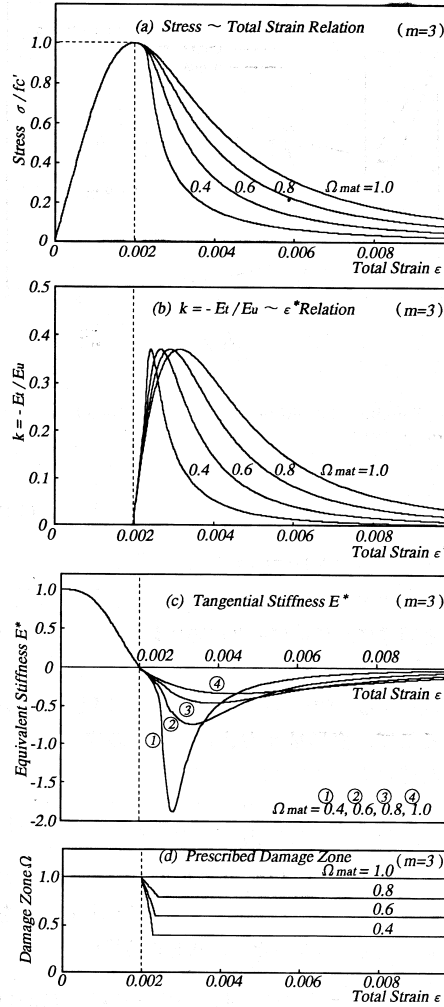 (a) Stress ~ Total Strain Relation (m=3)
1.0
0.8
0.6
0.4
0.2
0
Stress σ/fc'
0.4 0.6 0.8 Ωmat=1.0
0.002 0.004 0.006 0.008
Total Strain ε
(b) k = - Et / Eu ~ ε* Relation (m=3)
0.4
0.3
0.2
0.1
0
k = - Et / Eu
0.4 0.6 0.8 Ωmat=1.0
0.002 0.004 0.006 0.008
Total Strain ε
(c) Tangential Stiffness E* (m=3)
1.0
0.5
0
-0.5
-1.0
-1.5
-2.0
Equivalent Stiffness E*
0.002 0.004 0.006 0.008
Total Strain ε
① ② ③ ④
① ② ③ ④
Ωmat = 0.4, 0.6, 0.8, 1.0
(d) Prescribed Damage Zone (m=3)
Ωmat = 1.0
0.8
0.6
0.4
1.0
0.5
0
Damage Zone Ω
0.002 0.004 0.006 0.008
Total Strain ε